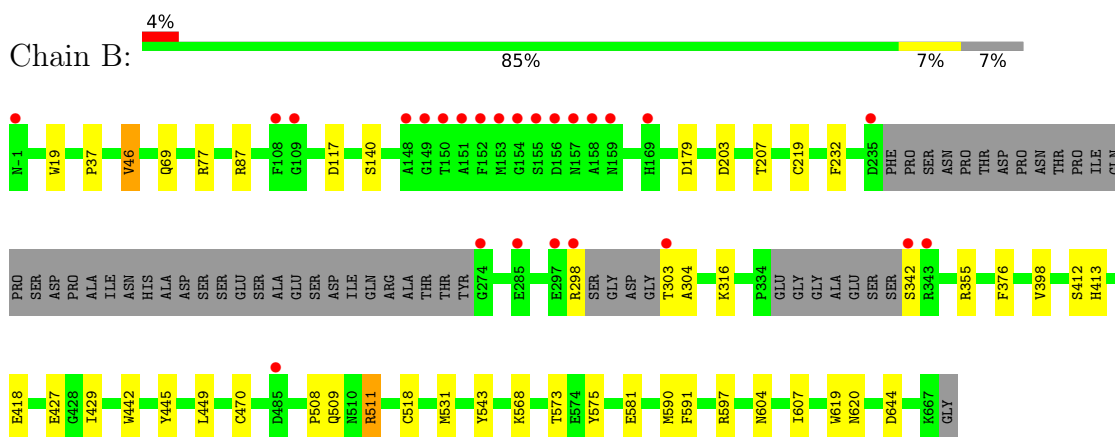 4%
Chain B:
85% 7% 7%
N-1 W19 P37 V46 Q69 R77 R87 F108 G109 D117 S140 A148 G149 T150 A151 F152 M153 G154 S155 D156 N157 A158 N159 H169 D179 D203 T207 C219 F232 D235 PHE PRO SER ASN PRO THR ASP PRO ASN THR PRO ILE GLN
PRO SER ASP PRO ALA ILE ASN HIS ALA ASP SER SER GLU SER ALA GLU SER ASP ILE GLN ARG ALA THR THR TYR G274 E285 E297 R298 SER GLY ASP GLY T303 A304 K316 P334 GLU GLY GLY ALA GLU SER SER S342 R343 R355 F376 V398 S412 H413
E418 E427 G428 I429 W442 Y445 L449 C470 D485 P508 Q509 N510 R511 C518 M531 Y543 K568 T573 E574 Y575 E581 M590 F591 R597 N604 I607 W619 N620 D644 K667 GLY